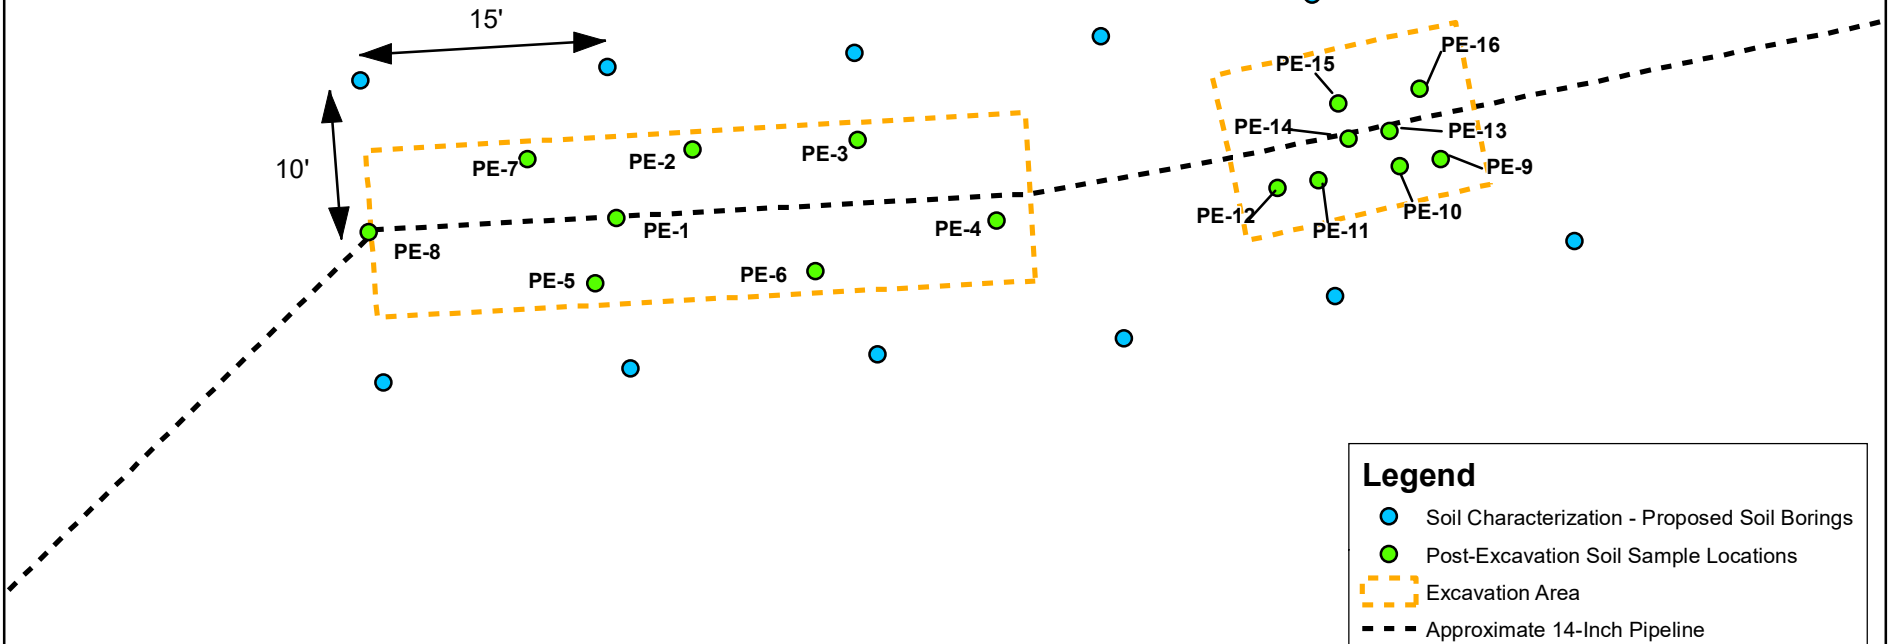 15'
10'
PE-16
PE-15
PE-14
PE-13
PE-7
PE-2
PE-3
PE-9
PE-12
PE-10
PE-11
PE-8
PE-1
PE-4
PE-5
PE-6
Legend
Soil Characterization - Proposed Soil Borings
Post-Excavation Soil Sample Locations
Excavation Area
Approximate 14-Inch Pipeline